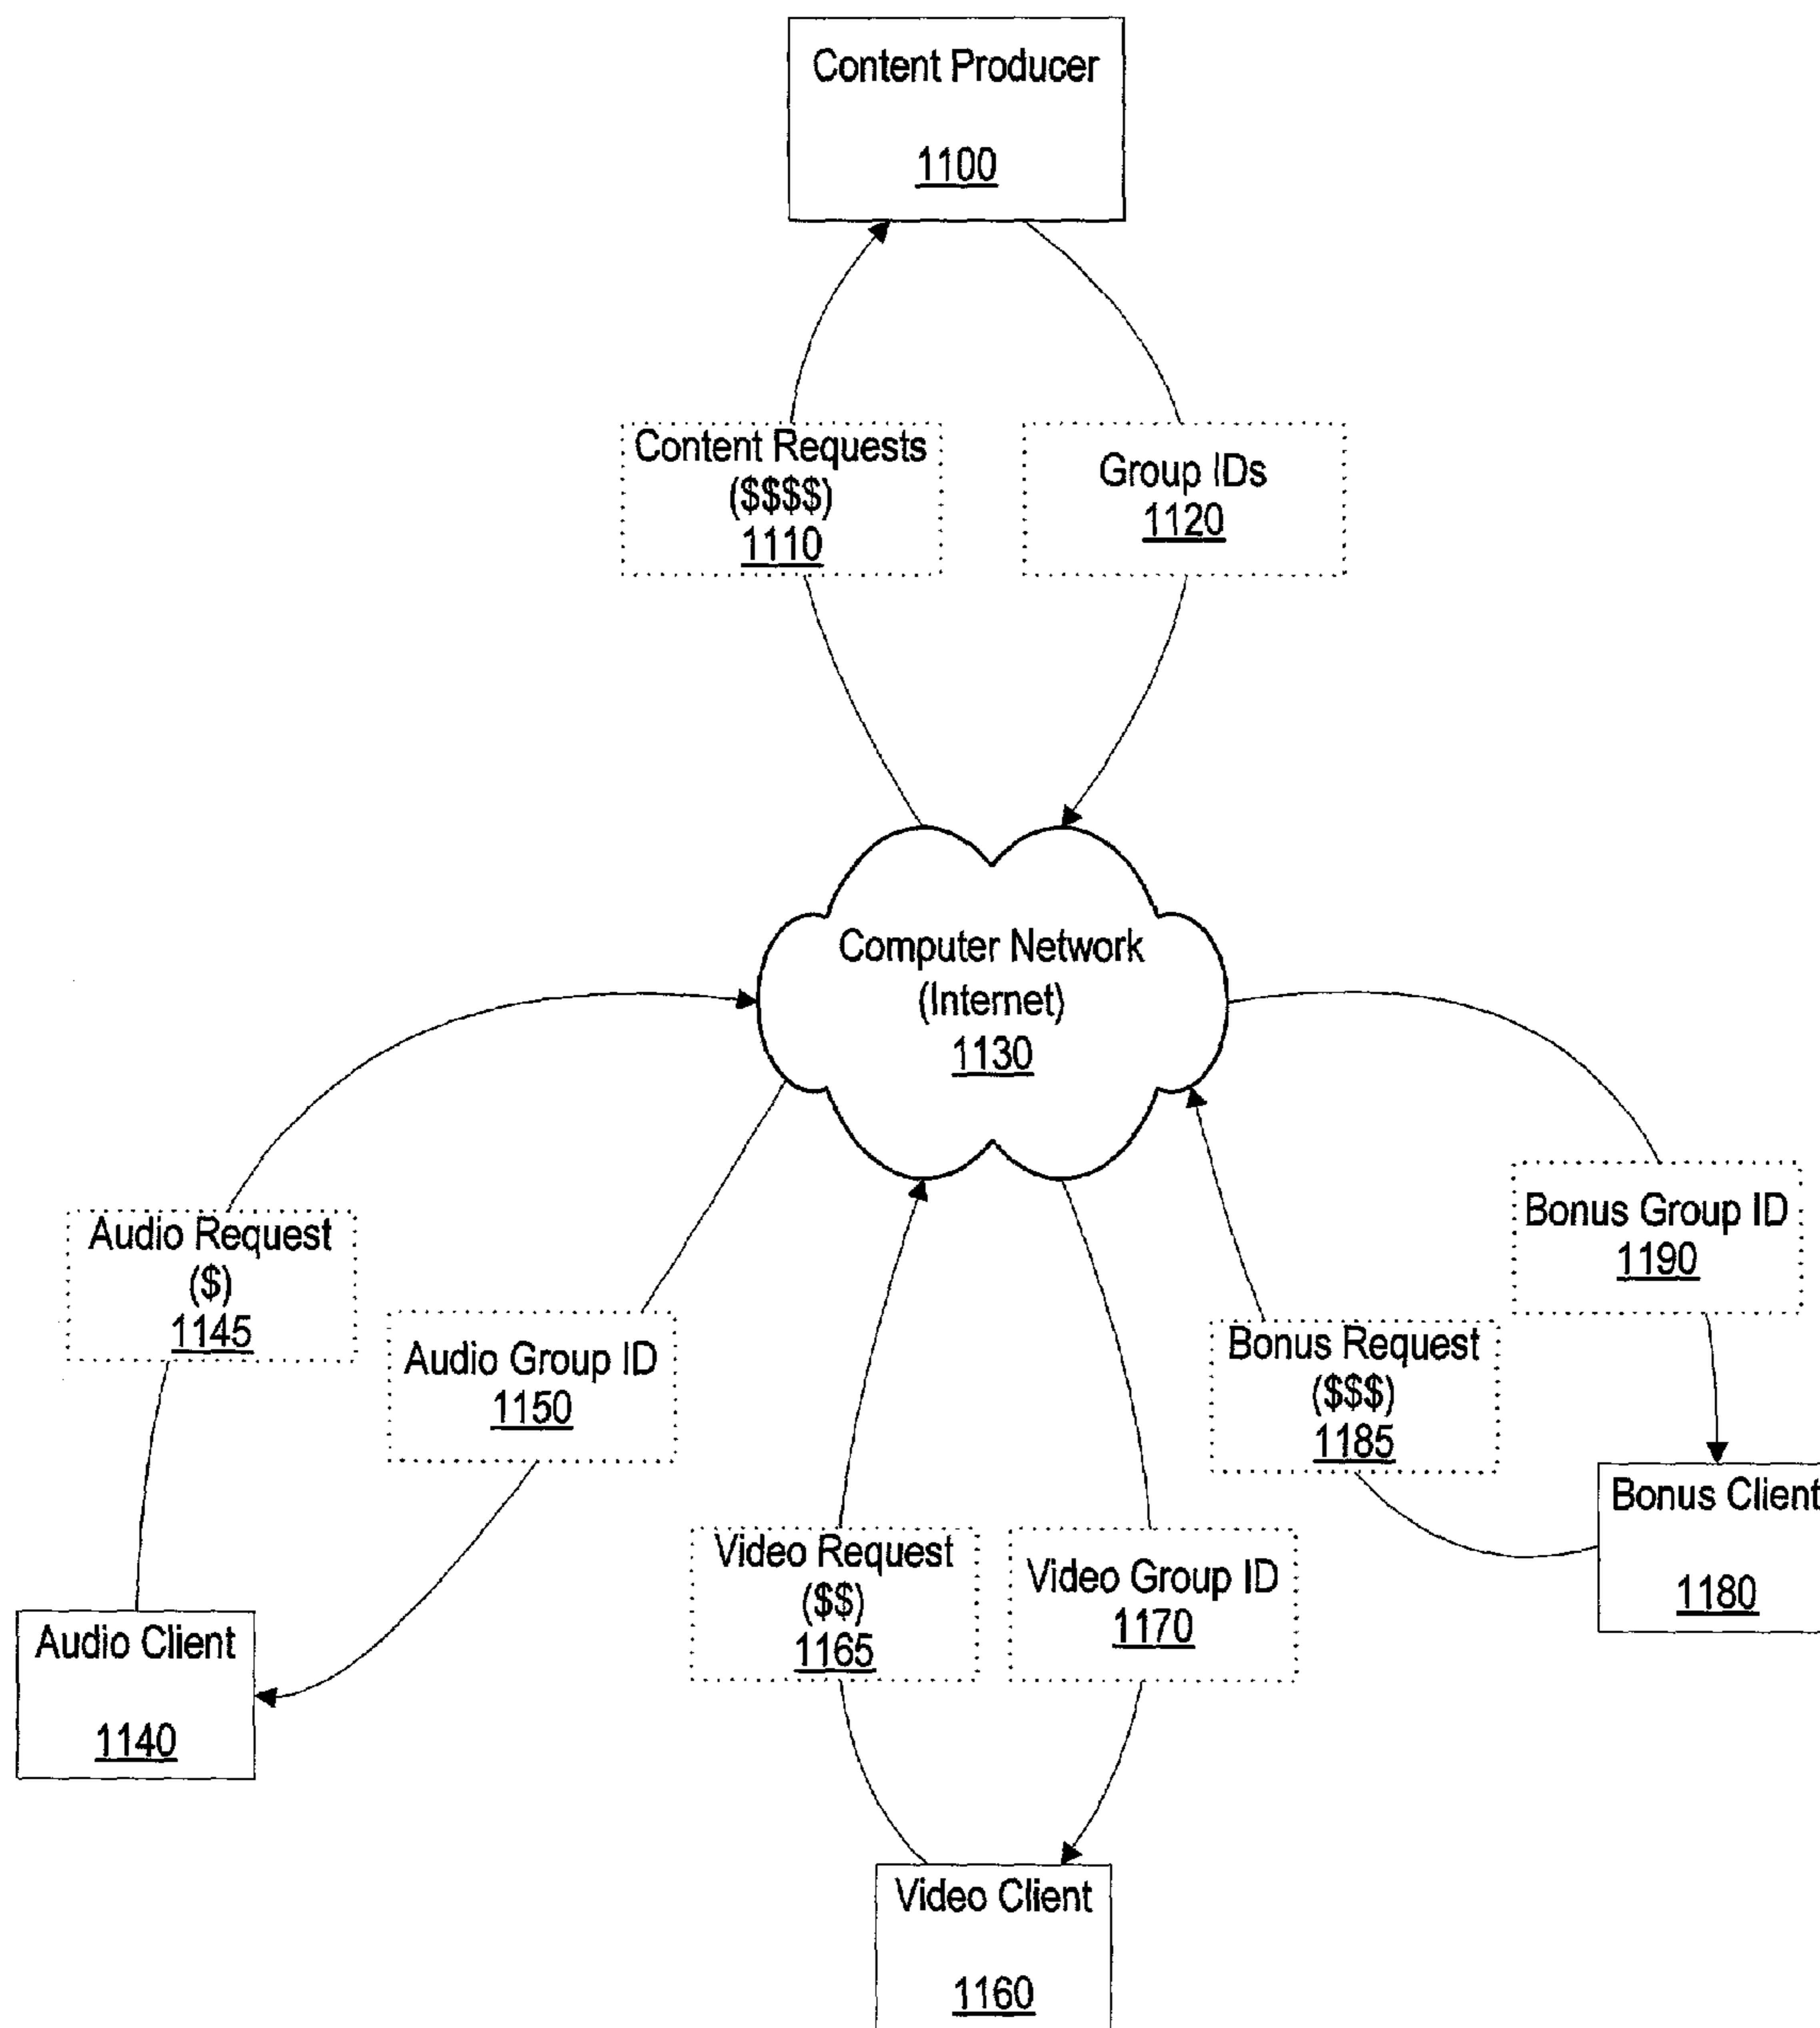 Content Producer
1100
Content Requests
($$$$)
1110
Group IDs
1120
Computer Network
(Internet)
1130
Audio Request
($)
1145
Audio Group ID
1150
Video Request
($$)
1165
Video Group ID
1170
Bonus Request
($$$)
1185
Bonus Group ID
1190
Audio Client
1140
Video Client
1160
Bonus Client
1180